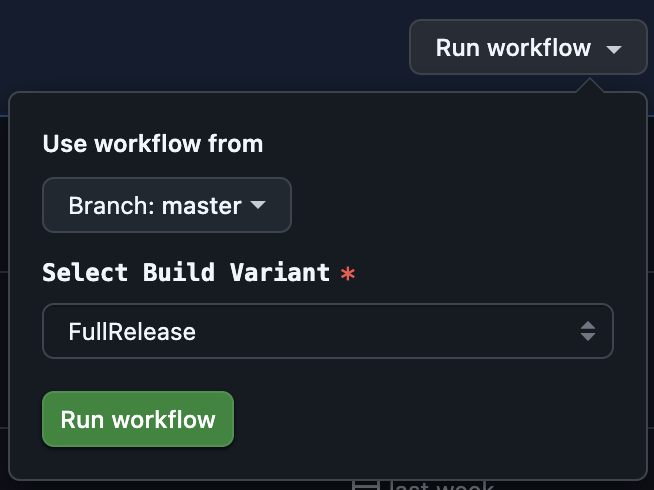 Run workflow
Use workflow from
Branch: master
Select Build Variant *
FullRelease
Run workflow
last week